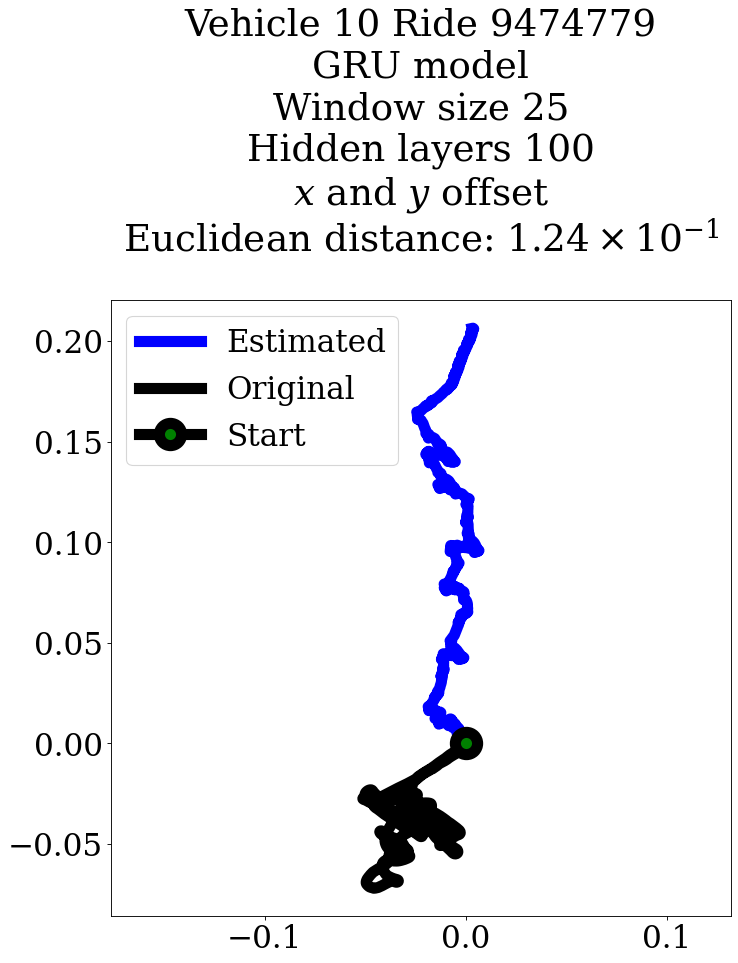 Vehicle 10 Ride 9474779
GRU model
Window size 25
Hidden layers 100
x and y offset
Euclidean distance: 1.24 × 10⁻¹
Estimated
Original
Start
0.20
0.15
0.10
0.05
0.00
−0.05
−0.1
0.0
0.1